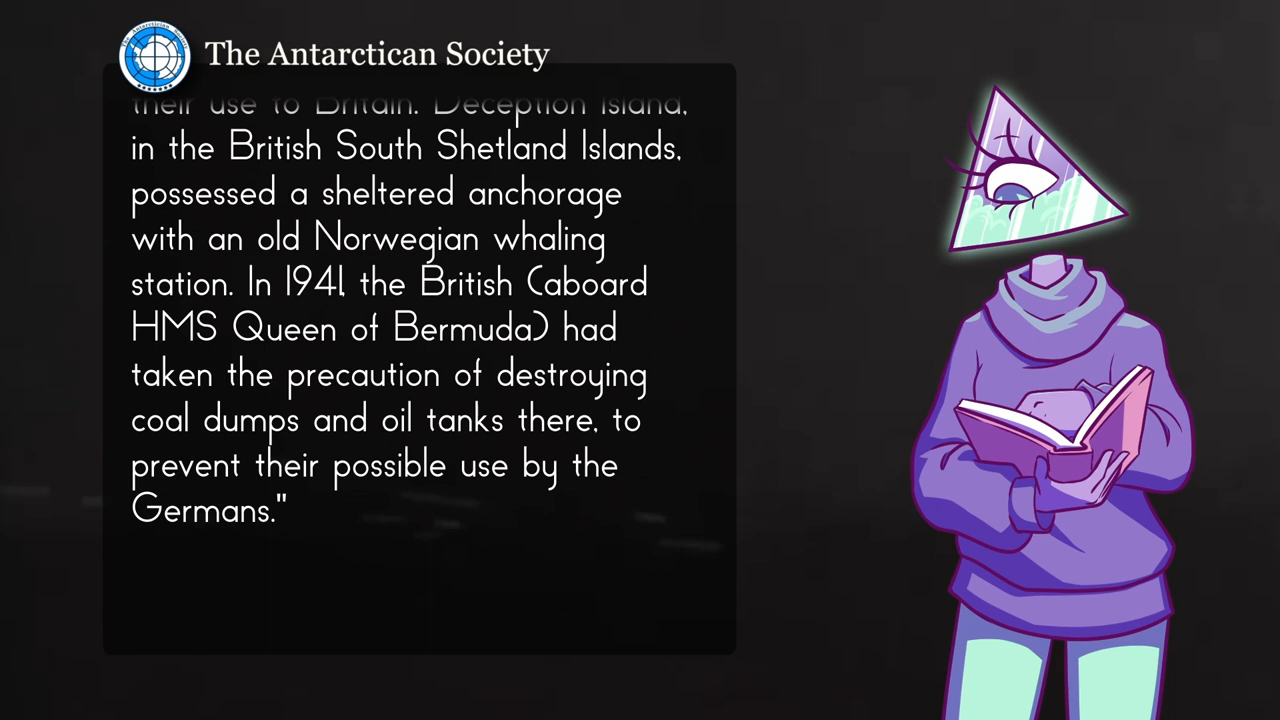 The Antarctican Society
their use to Britain. Deception Island,
in the British South Shetland Islands,
possessed a sheltered anchorage
with an old Norwegian whaling
station. In 1941, the British (aboard
HMS Queen of Bermuda) had
taken the precaution of destroying
coal dumps and oil tanks there, to
prevent their possible use by the
Germans."